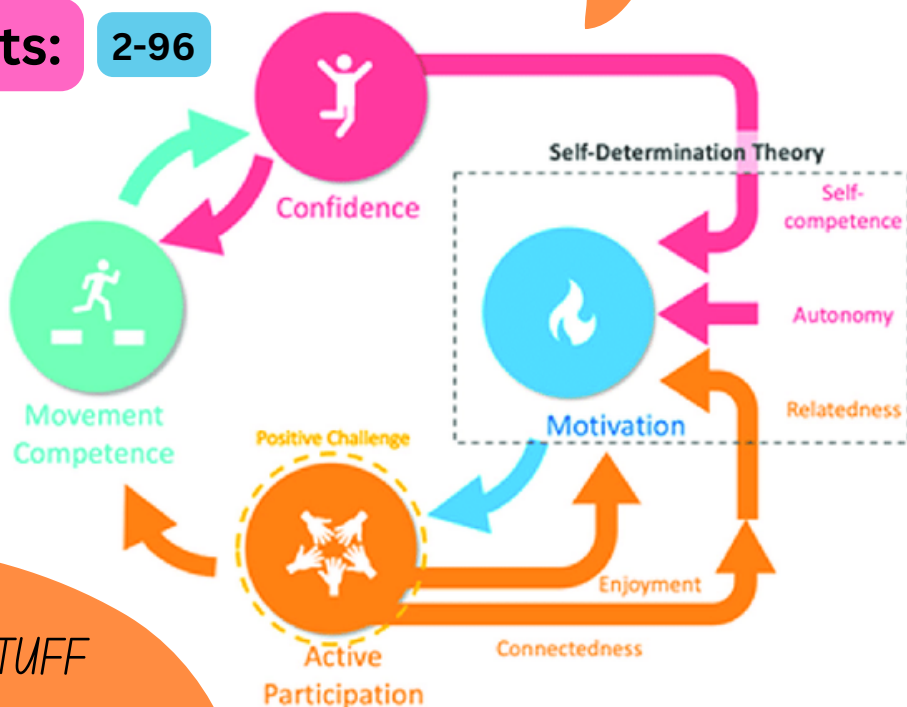 ts:
2-96
Self-Determination Theory
Confidence
Self-
competence
Autonomy
Movement
Competence
Relatedness
Motivation
Positive Challenge
Enjoyment
Connectedness
Active
Participation
TUFF